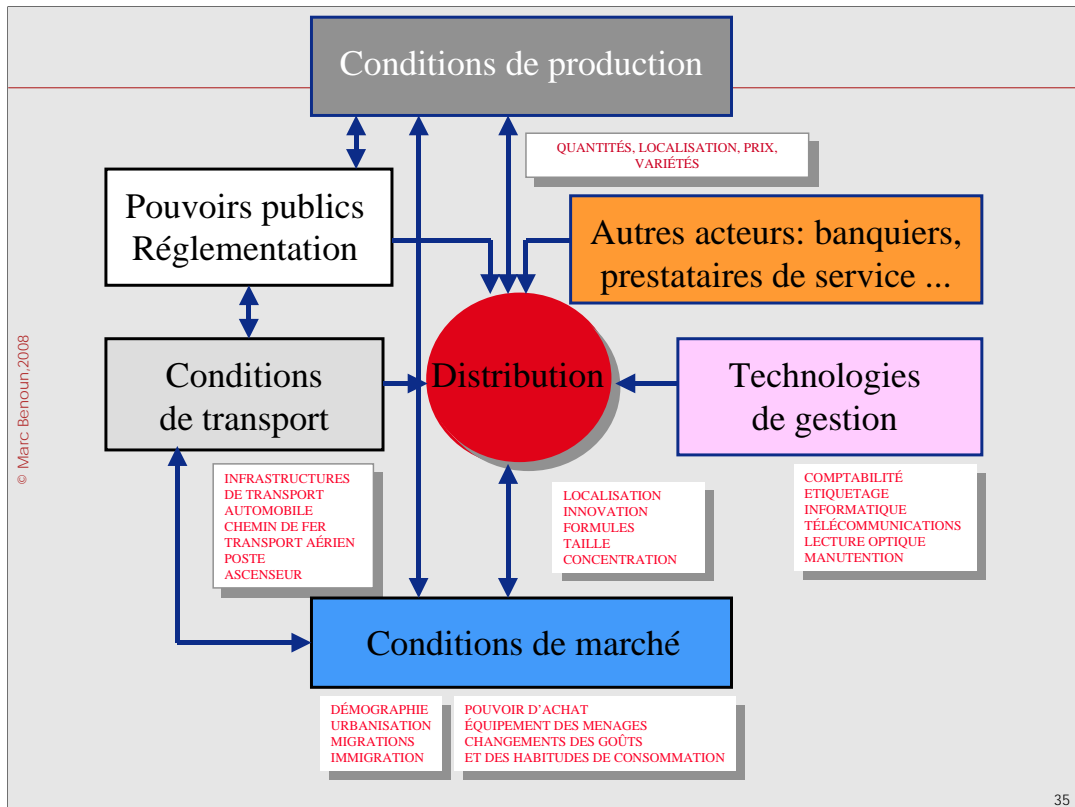 Conditions de production
QUANTITÉS, LOCALISATION, PRIX,
VARIÉTÉS
Pouvoirs publics
Réglementation
Autres acteurs: banquiers,
prestataires de service ...
Conditions
de transport
Distribution
Technologies
de gestion
INFRASTRUCTURES
DE TRANSPORT
AUTOMOBILE
CHEMIN DE FER
TRANSPORT AÉRIEN
POSTE
ASCENSEUR
LOCALISATION
INNOVATION
FORMULES
TAILLE
CONCENTRATION
COMPTABILITÉ
ETIQUETAGE
INFORMATIQUE
TÉLÉCOMMUNICATIONS
LECTURE OPTIQUE
MANUTENTION
Conditions de marché
DÉMOGRAPHIE
URBANISATION
MIGRATIONS
IMMIGRATION
POUVOIR D’ACHAT
ÉQUIPEMENT DES MENAGES
CHANGEMENTS DES GOÛTS
ET DES HABITUDES DE CONSOMMATION
© Marc Benoun,2008
35